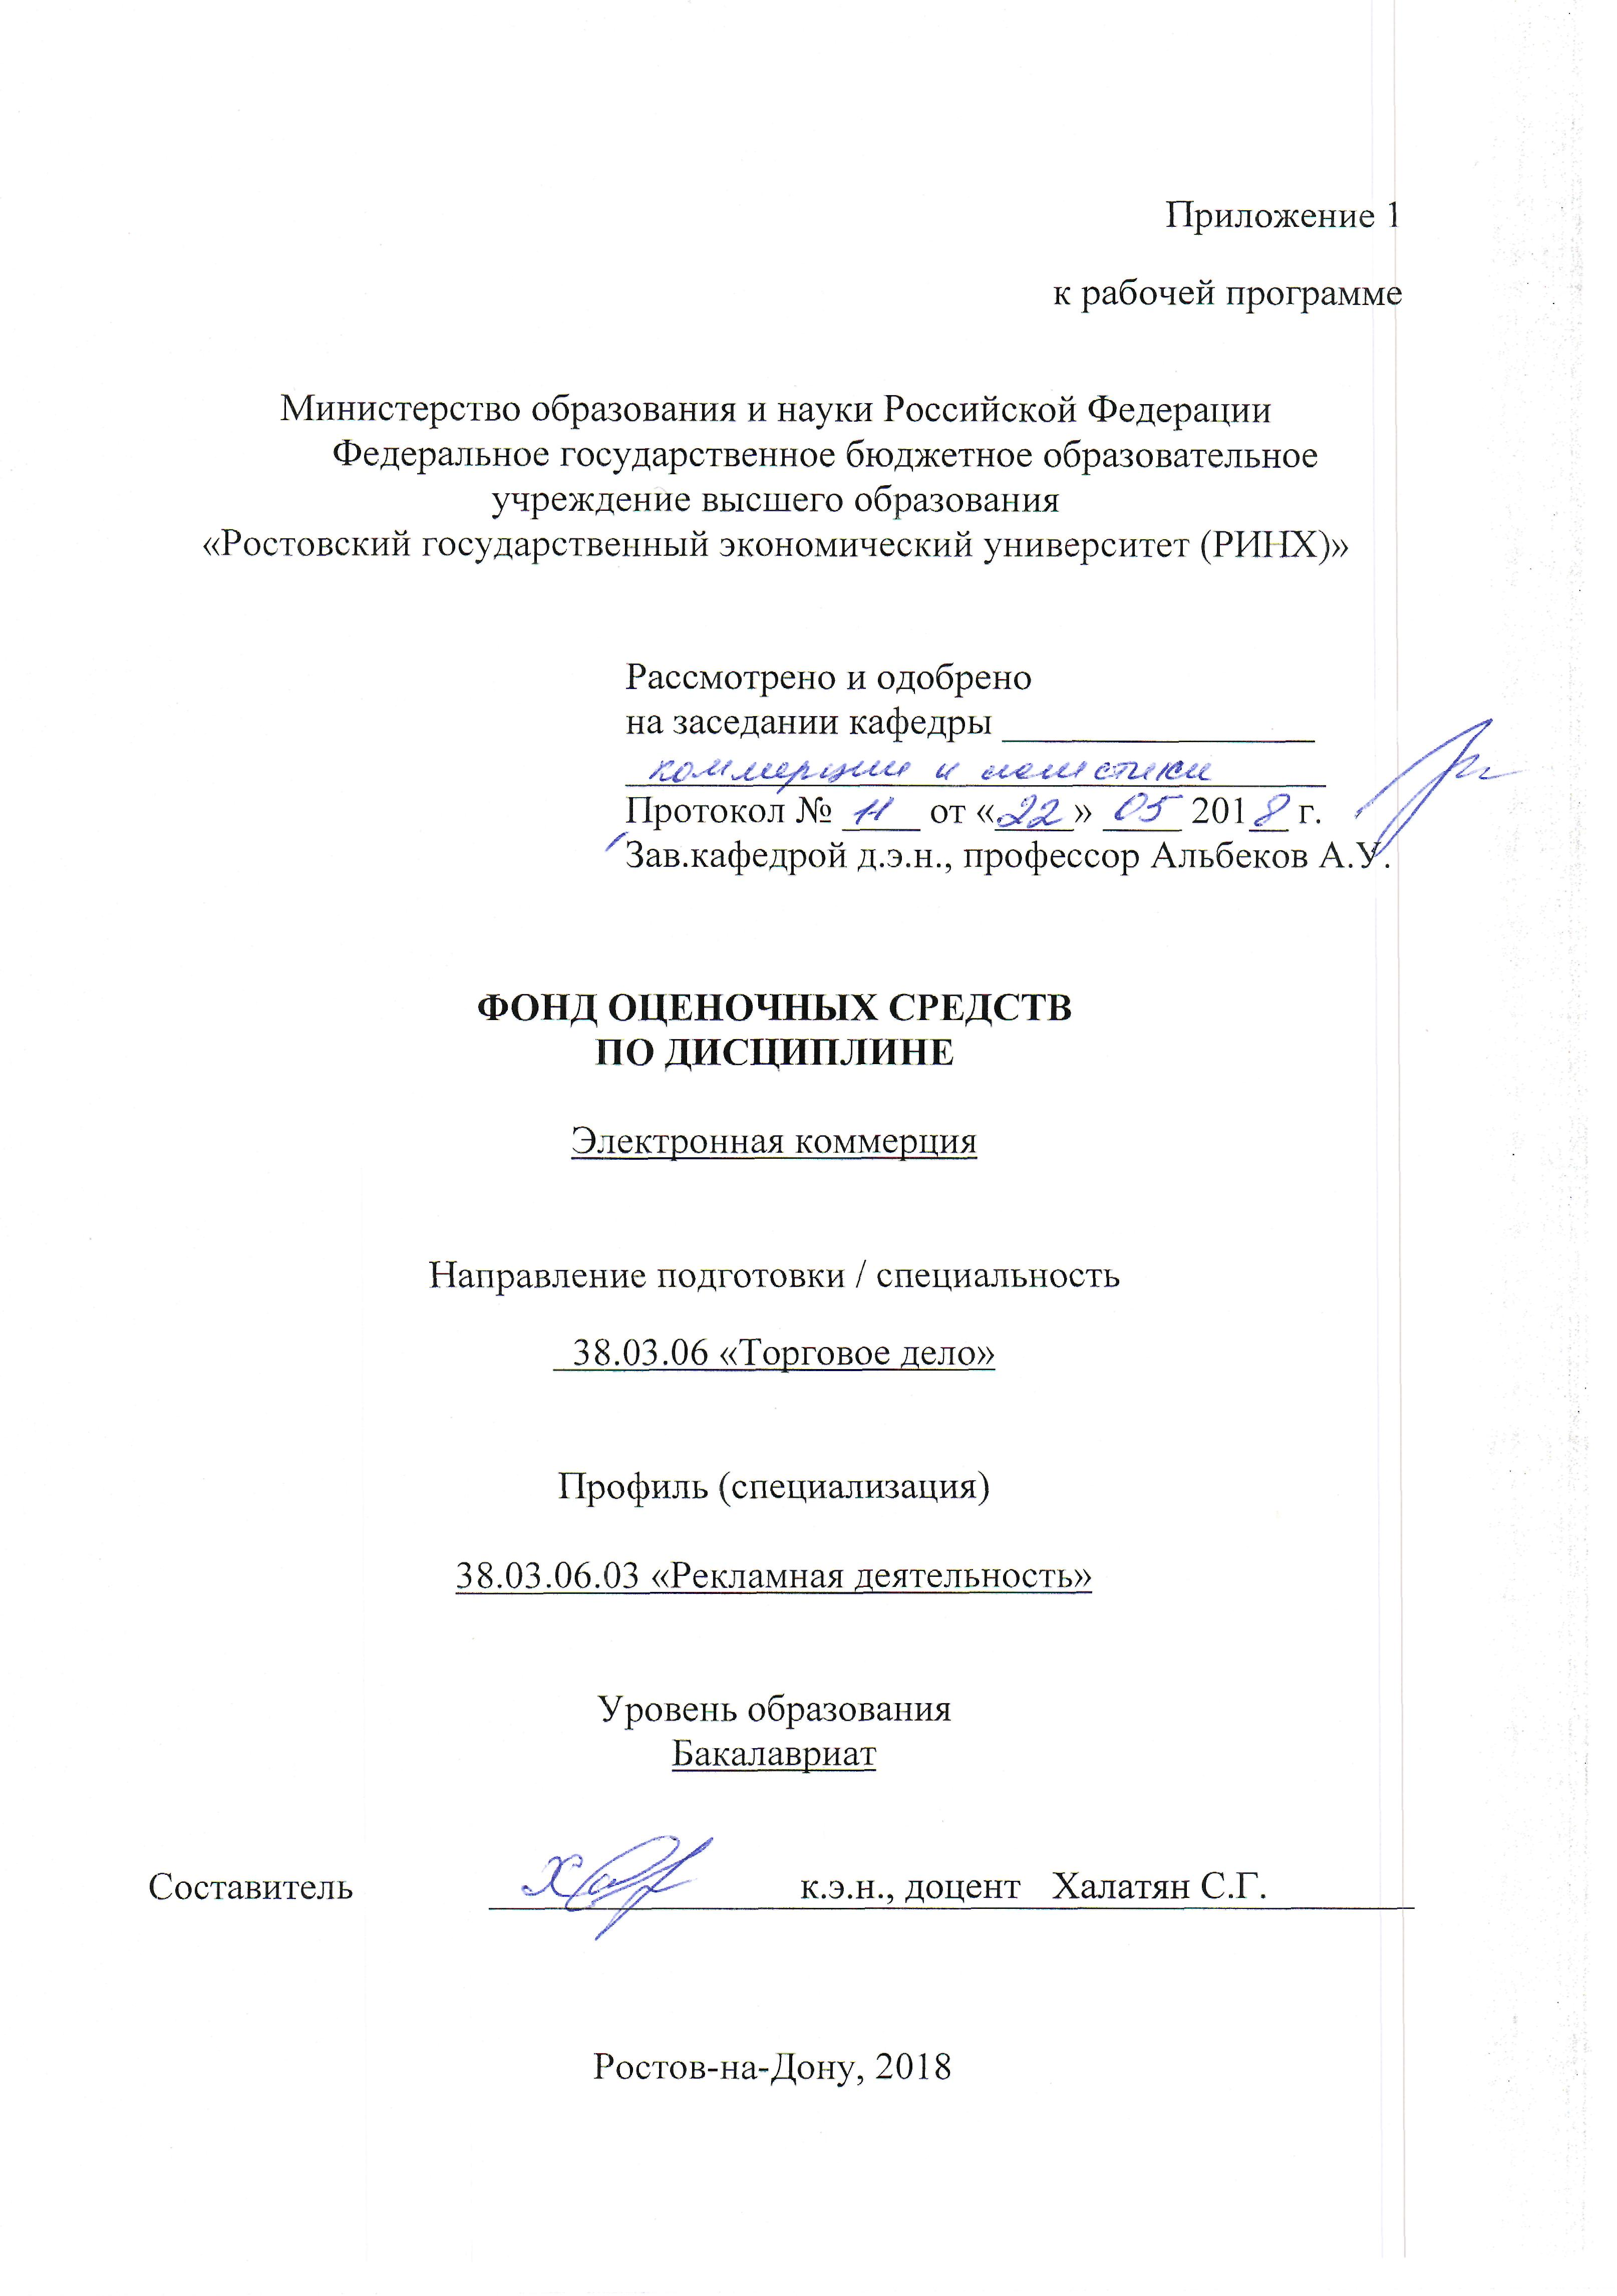 Приложение 1
к рабочей программе
Министерство образования и науки Российской Федерации
Федеральное государственное бюджетное образовательное
учреждение высшего образования
«Ростовский государственный экономический университет (РИНХ)»
Рассмотрено и одобрено
на заседании кафедры
коммерции и логистики
Протокол № 11 от «22» 05 2018 г.
Зав.кафедрой д.э.н., профессор Альбеков А.У.
ФОНД ОЦЕНОЧНЫХ СРЕДСТВ
ПО ДИСЦИПЛИНЕ
Электронная коммерция
Направление подготовки / специальность
38.03.06 «Торговое дело»
Профиль (специализация)
38.03.06.03 «Рекламная деятельность»
Уровень образования
Бакалавриат
Составитель к.э.н., доцент Халатян С.Г.
Ростов-на-Дону, 2018